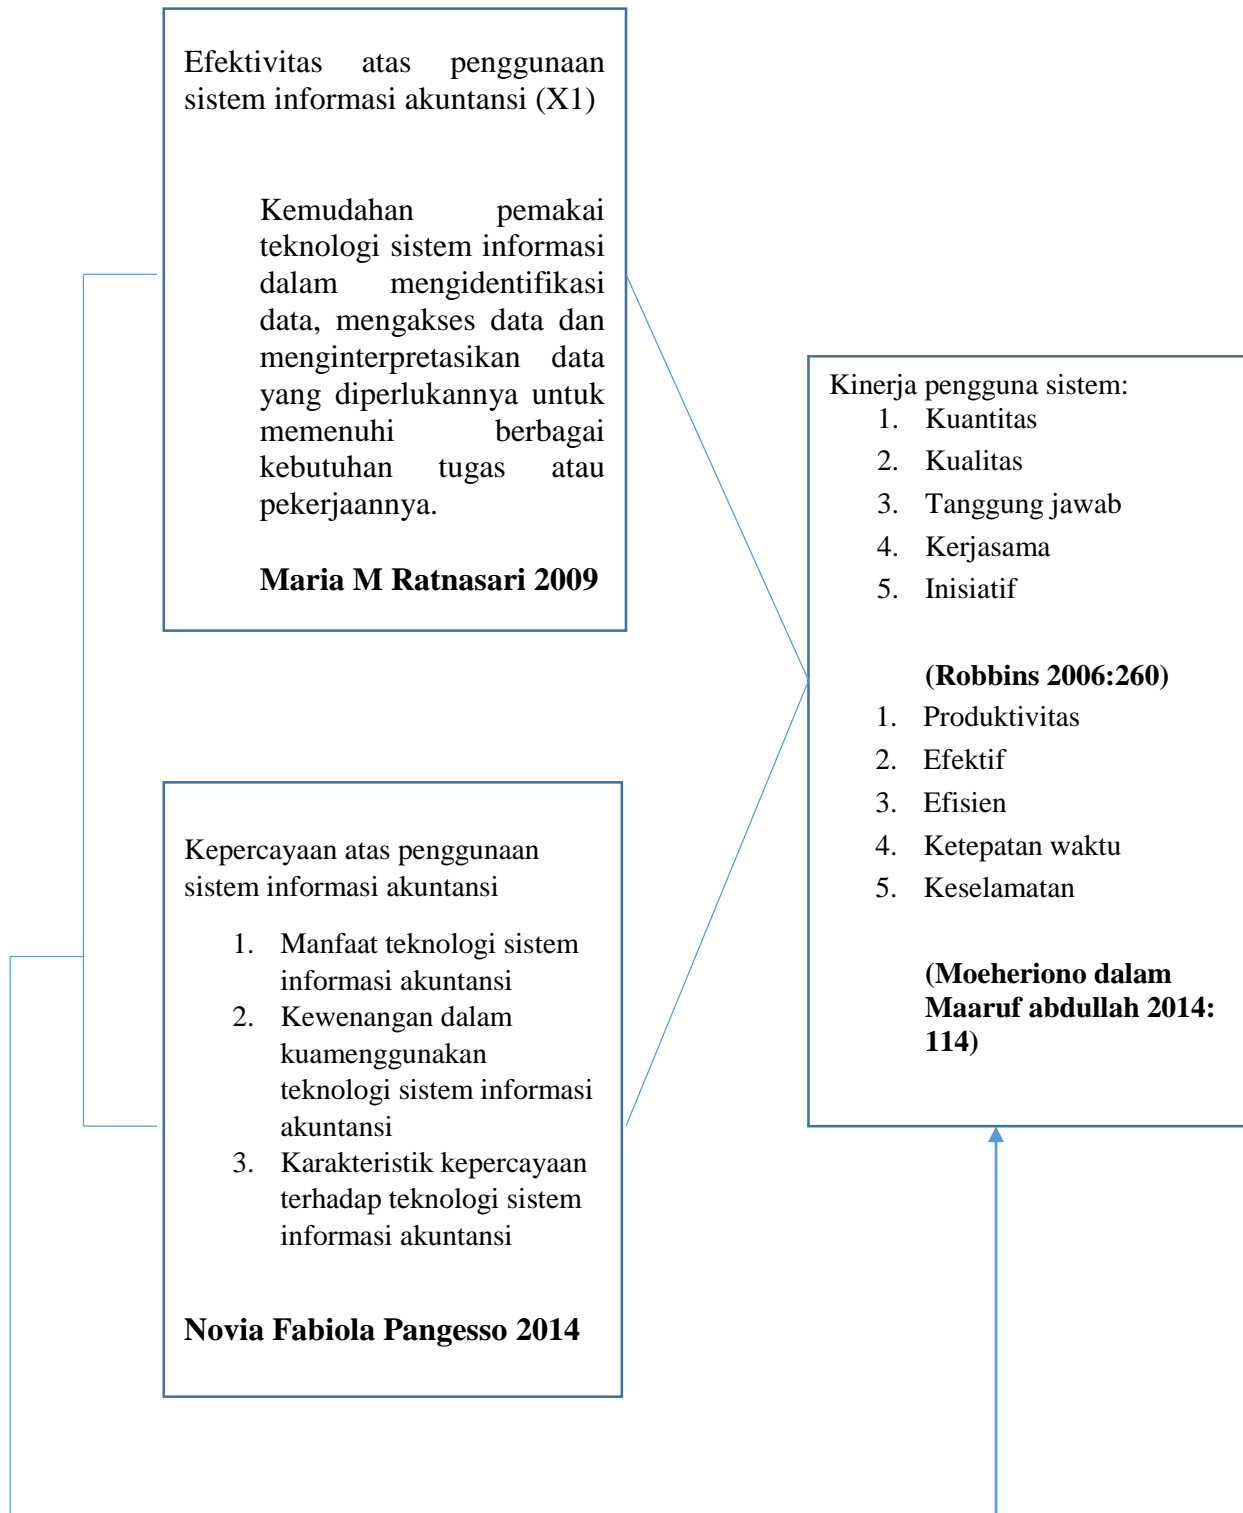 Efektivitas atas penggunaan
sistem informasi akuntansi (X1)
Kemudahan pemakai
teknologi sistem informasi
dalam mengidentifikasi
data, mengakses data dan
menginterpretasikan data
yang diperlukannya untuk
memenuhi berbagai
kebutuhan tugas atau
pekerjaannya.
Maria M Ratnasari 2009
Kepercayaan atas penggunaan
sistem informasi akuntansi
1. Manfaat teknologi sistem
informasi akuntansi
2. Kewenangan dalam
kuamenggunakan
teknologi sistem informasi
akuntansi
3. Karakteristik kepercayaan
terhadap teknologi sistem
informasi akuntansi
Novia Fabiola Pangesso 2014
Kinerja pengguna sistem:
1. Kuantitas
2. Kualitas
3. Tanggung jawab
4. Kerjasama
5. Inisiatif
(Robbins 2006:260)
1. Produktivitas
2. Efektif
3. Efisien
4. Ketepatan waktu
5. Keselamatan
(Moeheriono dalam
Maaruf abdullah 2014:
114)